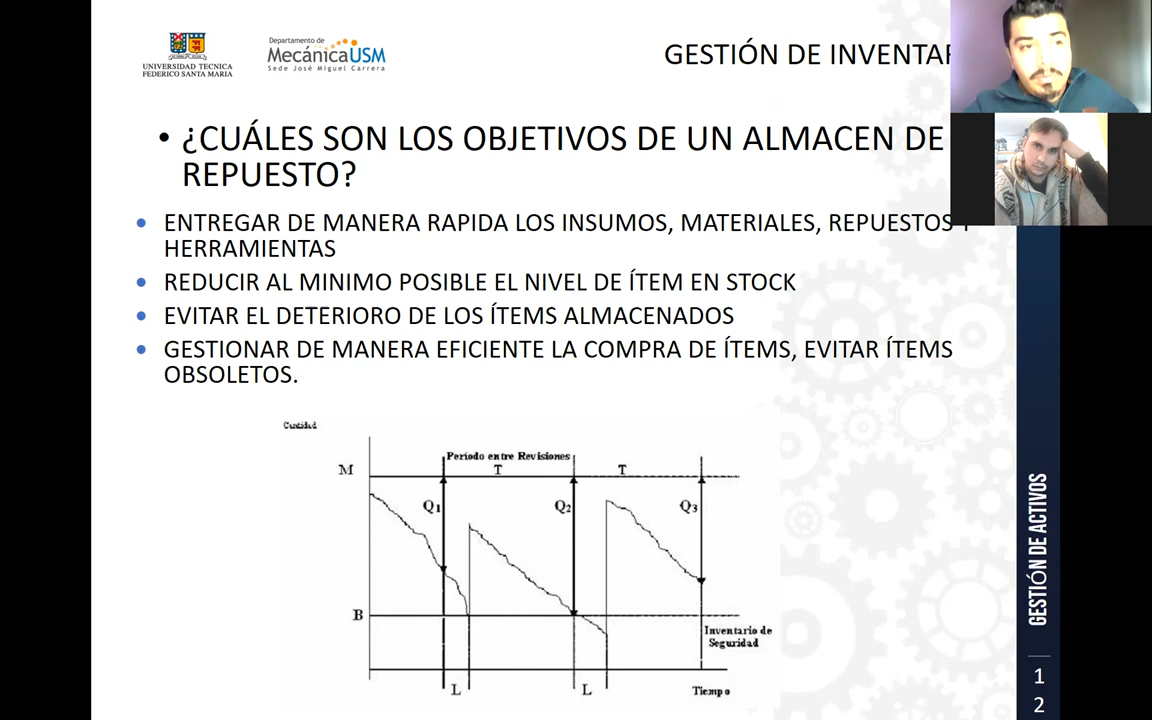 UNIVERSIDAD TECNICA
FEDERICO SANTA MARIA
Departamento de
MecánicaUSM
Sede José Miguel Carrera
GESTIÓN DE INVENTAR
• ¿CUÁLES SON LOS OBJETIVOS DE UN ALMACEN DE
REPUESTO?
• ENTREGAR DE MANERA RAPIDA LOS INSUMOS, MATERIALES, REPUESTOS Y
HERRAMIENTAS
• REDUCIR AL MINIMO POSIBLE EL NIVEL DE ÍTEM EN STOCK
• EVITAR EL DETERIORO DE LOS ÍTEMS ALMACENADOS
• GESTIONAR DE MANERA EFICIENTE LA COMPRA DE ÍTEMS, EVITAR ÍTEMS
OBSOLETOS.
Cantidad
Período entre Revisiones
M
T
T
Q1
Q2
Q3
B
Inventario de
Seguridad
L
L
Tiempo
GESTIÓN DE ACTIVOS
1
2